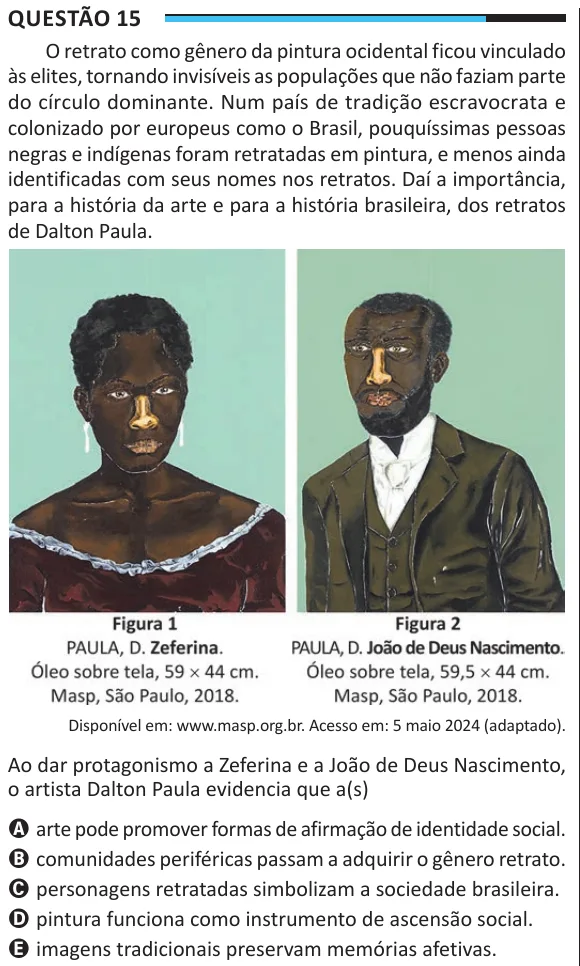 QUESTÃO 15
O retrato como gênero da pintura ocidental ficou vinculado
às elites, tornando invisíveis as populações que não faziam parte
do círculo dominante. Num país de tradição escravocrata e
colonizado por europeus como o Brasil, pouquíssimas pessoas
negras e indígenas foram retratadas em pintura, e menos ainda
identificadas com seus nomes nos retratos. Daí a importância,
para a história da arte e para a história brasileira, dos retratos
de Dalton Paula.
Figura 1
PAULA, D. Zeferina.
Óleo sobre tela, 59 × 44 cm.
Masp, São Paulo, 2018.
Figura 2
PAULA, D. João de Deus Nascimento.
Óleo sobre tela, 59,5 × 44 cm.
Masp, São Paulo, 2018.
Disponível em: www.masp.org.br. Acesso em: 5 maio 2024 (adaptado).
Ao dar protagonismo a Zeferina e a João de Deus Nascimento,
o artista Dalton Paula evidencia que a(s)
A arte pode promover formas de afirmação de identidade social.
B comunidades periféricas passam a adquirir o gênero retrato.
C personagens retratadas simbolizam a sociedade brasileira.
D pintura funciona como instrumento de ascensão social.
E imagens tradicionais preservam memórias afetivas.